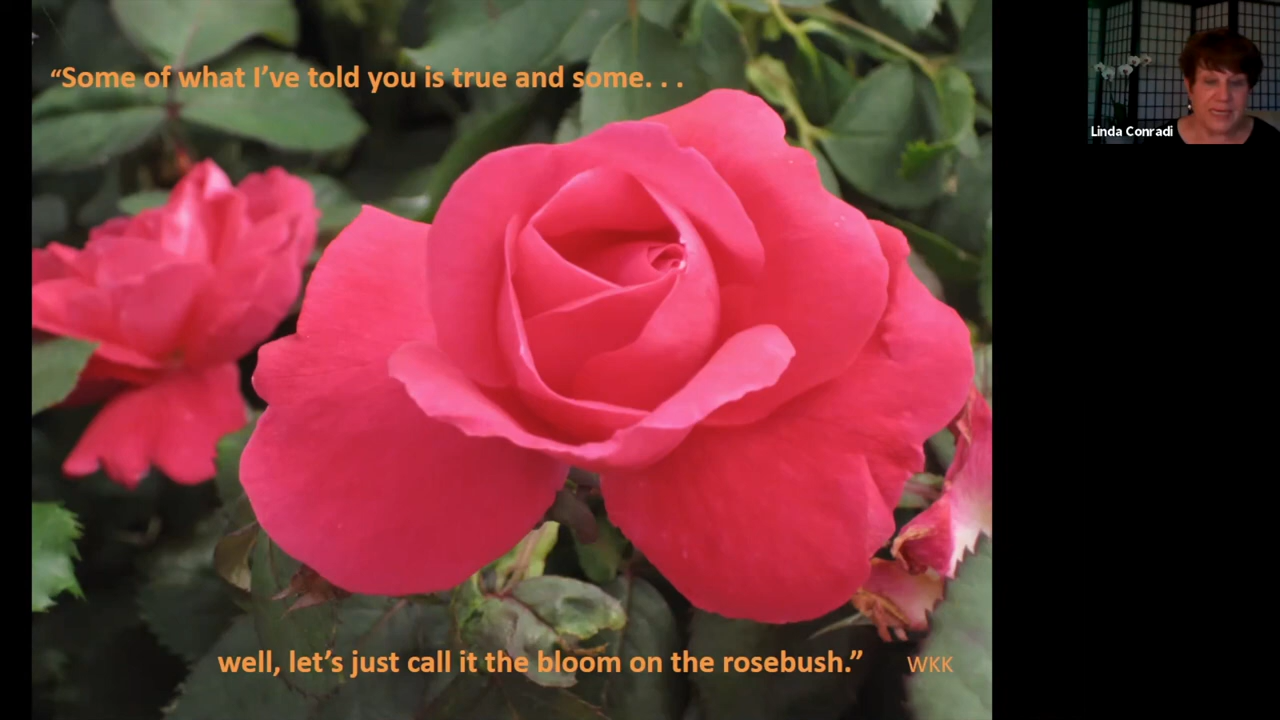 “Some of what I’ve told you is true and some. . .
Linda Conradi
well, let’s just call it the bloom on the rosebush.” WKK